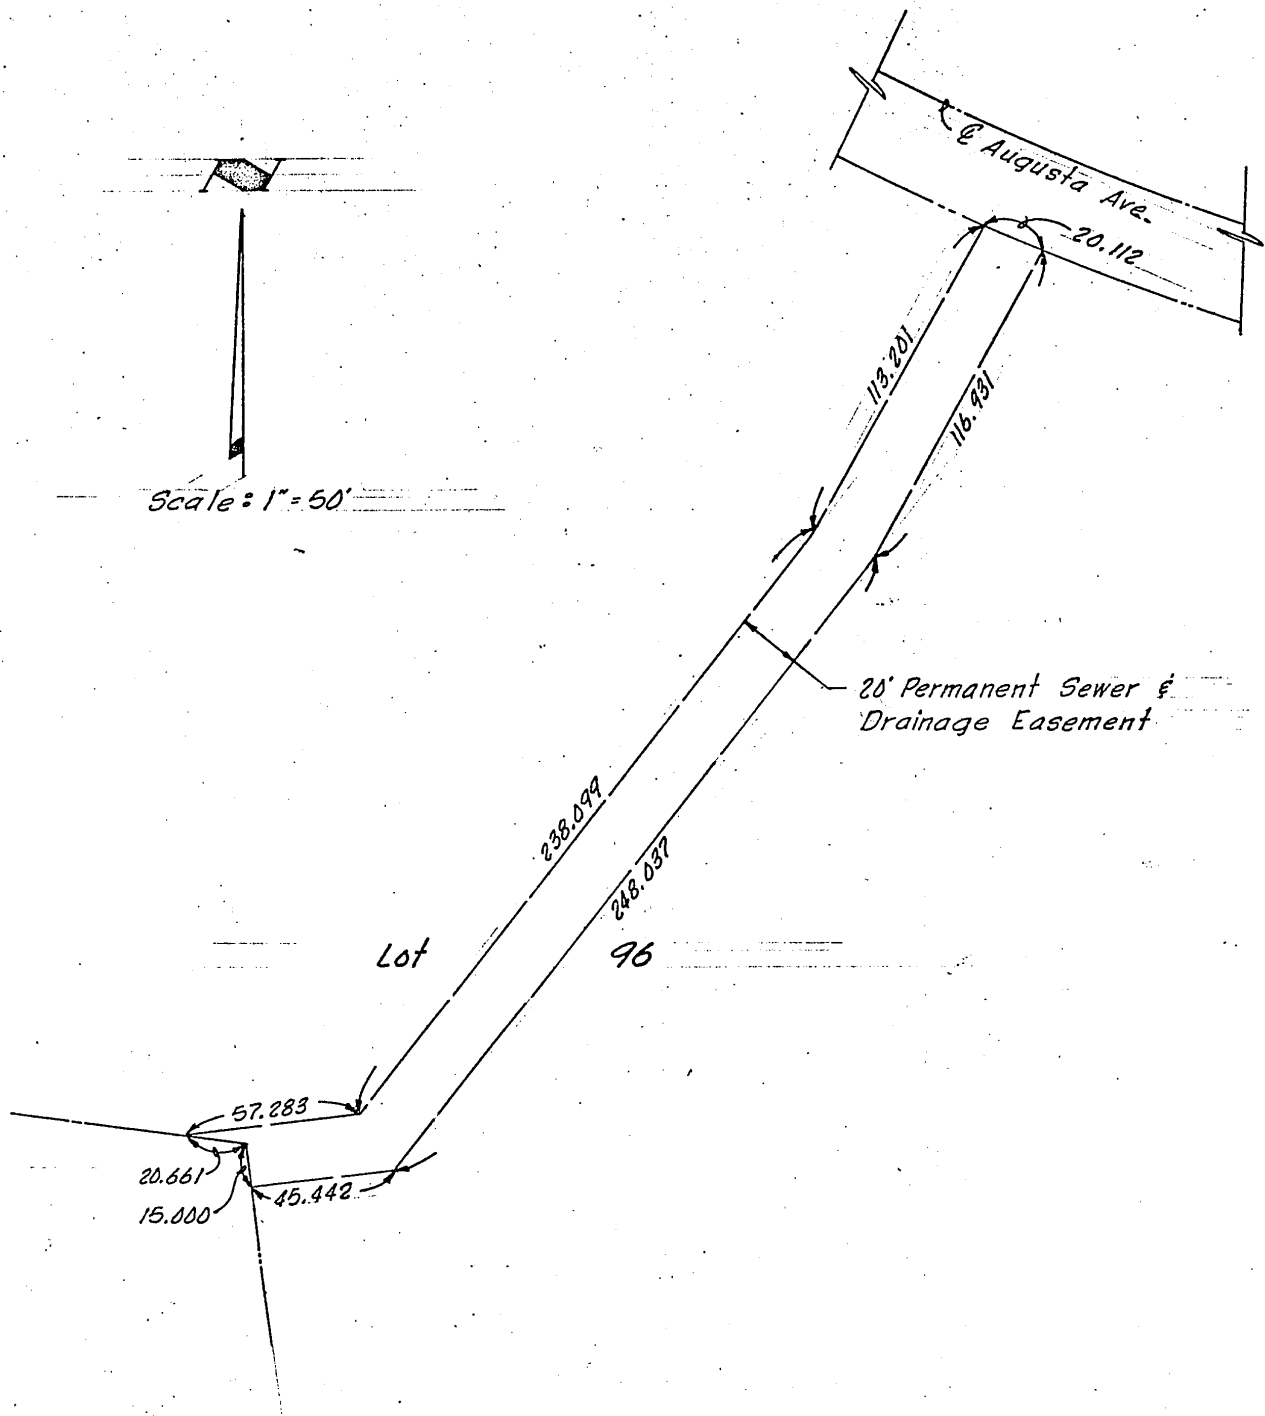 ℄ Augusta Ave.
20.112
113.201
116.931
Scale: 1"=50'
20' Permanent Sewer &
Drainage Easement
238.099
248.037
Lot 96
57.283
20.661
45.442
15.000